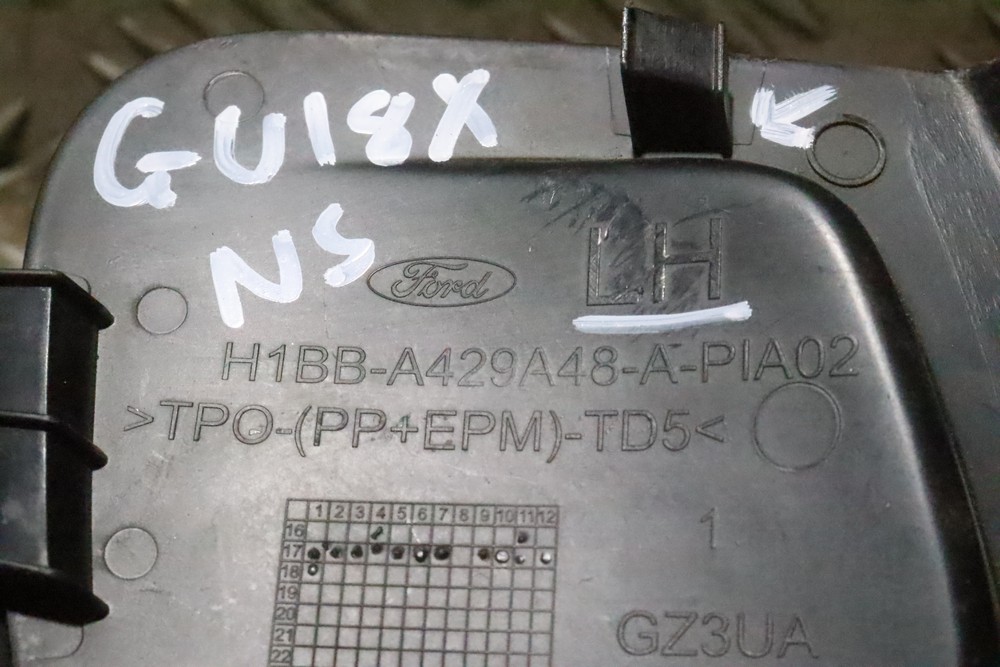 GU18X
NS
Ford
LH
H1BB-A429A48-A-PIA02
>TPO-(PP+EPM)-TD5<
1 2 3 4 5 6 7 8 9 10 11 12
16
17
18
19
20
21
22
1
GZ3UA